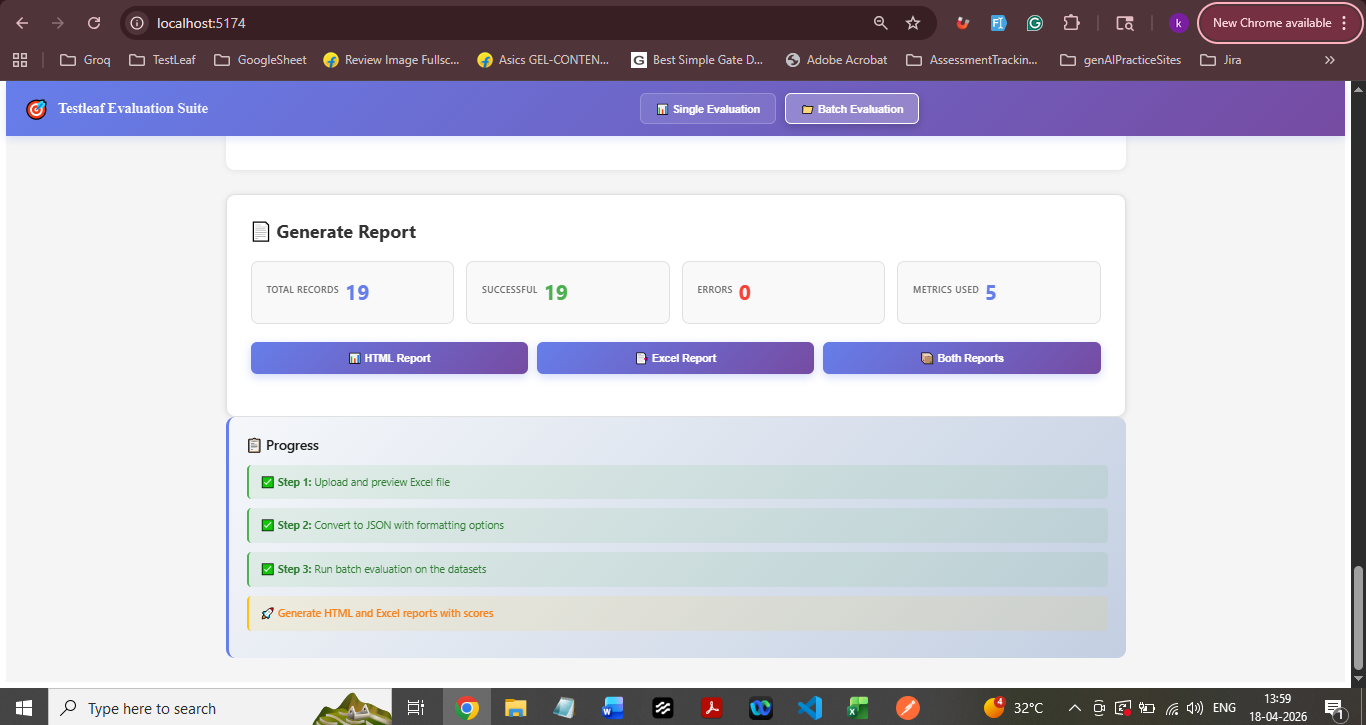 localhost:5174
New Chrome available
Groq
TestLeaf
GoogleSheet
Review Image Fullsc...
Asics GEL-CONTEN...
Best Simple Gate D...
Adobe Acrobat
AssessmentTrackin...
genAIPracticeSites
Jira
Testleaf Evaluation Suite
Single Evaluation
Batch Evaluation
Generate Report
TOTAL RECORDS 19
SUCCESSFUL 19
ERRORS 0
METRICS USED 5
HTML Report
Excel Report
Both Reports
Progress
Step 1: Upload and preview Excel file
Step 2: Convert to JSON with formatting options
Step 3: Run batch evaluation on the datasets
Generate HTML and Excel reports with scores
Type here to search
4
32°C
ENG
13:59
18-04-2026
1